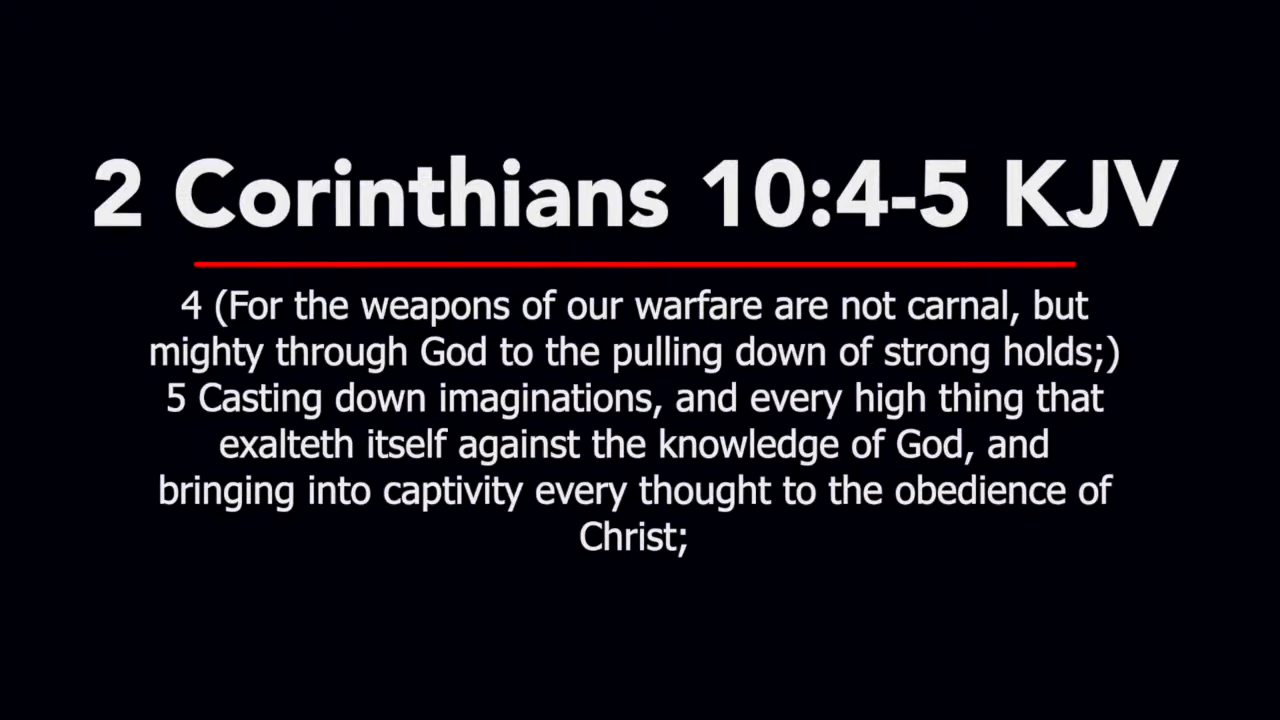 2 Corinthians 10:4-5 KJV
4 (For the weapons of our warfare are not carnal, but
mighty through God to the pulling down of strong holds;)
5 Casting down imaginations, and every high thing that
exalteth itself against the knowledge of God, and
bringing into captivity every thought to the obedience of
Christ;